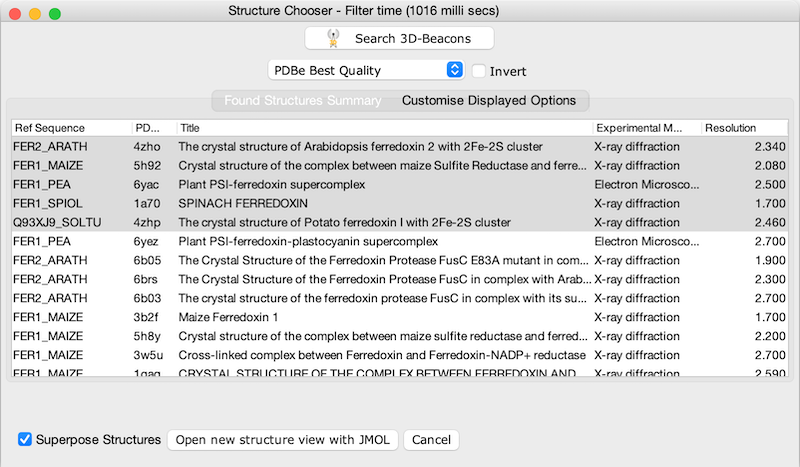 Structure Chooser - Filter time (1016 milli secs)
Search 3D-Beacons
PDBe Best Quality Invert
Found Structures Summary Customise Displayed Options
Ref Sequence PD... Title Experimental M... Resolution
FER2_ARATH 4zho The crystal structure of Arabidopsis ferredoxin 2 with 2Fe-2S cluster X-ray diffraction 2.340
FER1_MAIZE 5h92 Crystal structure of the complex between maize Sulfite Reductase and ferre... X-ray diffraction 2.080
FER1_PEA 6yac Plant PSI-ferredoxin supercomplex Electron Microsco... 2.500
FER1_SPIOL 1a70 SPINACH FERREDOXIN X-ray diffraction 1.700
Q93XJ9_SOLTU 4zhp The crystal structure of Potato ferredoxin I with 2Fe-2S cluster X-ray diffraction 2.460
FER1_PEA 6yez Plant PSI-ferredoxin-plastocyanin supercomplex Electron Microsco... 2.700
FER2_ARATH 6b05 The Crystal Structure of the Ferredoxin Protease FusC E83A mutant in com... X-ray diffraction 1.900
FER2_ARATH 6brs The Crystal Structure of the Ferredoxin Protease FusC in complex with Arab... X-ray diffraction 2.300
FER2_ARATH 6b03 The crystal structure of the ferredoxin protease FusC in complex with its su... X-ray diffraction 2.700
FER1_MAIZE 3b2f Maize Ferredoxin 1 X-ray diffraction 1.700
FER1_MAIZE 5h8y Crystal structure of the complex between maize sulfite reductase and ferred... X-ray diffraction 2.200
FER1_MAIZE 3w5u Cross-linked complex between Ferredoxin and Ferredoxin-NADP+ reductase X-ray diffraction 2.700
FER1_MAIZE 1gaq CRYSTAL STRUCTURE OF THE COMPLEX BETWEEN FERREDOXIN AND... X-ray diffraction 2.590
Superpose Structures Open new structure view with JMOL Cancel